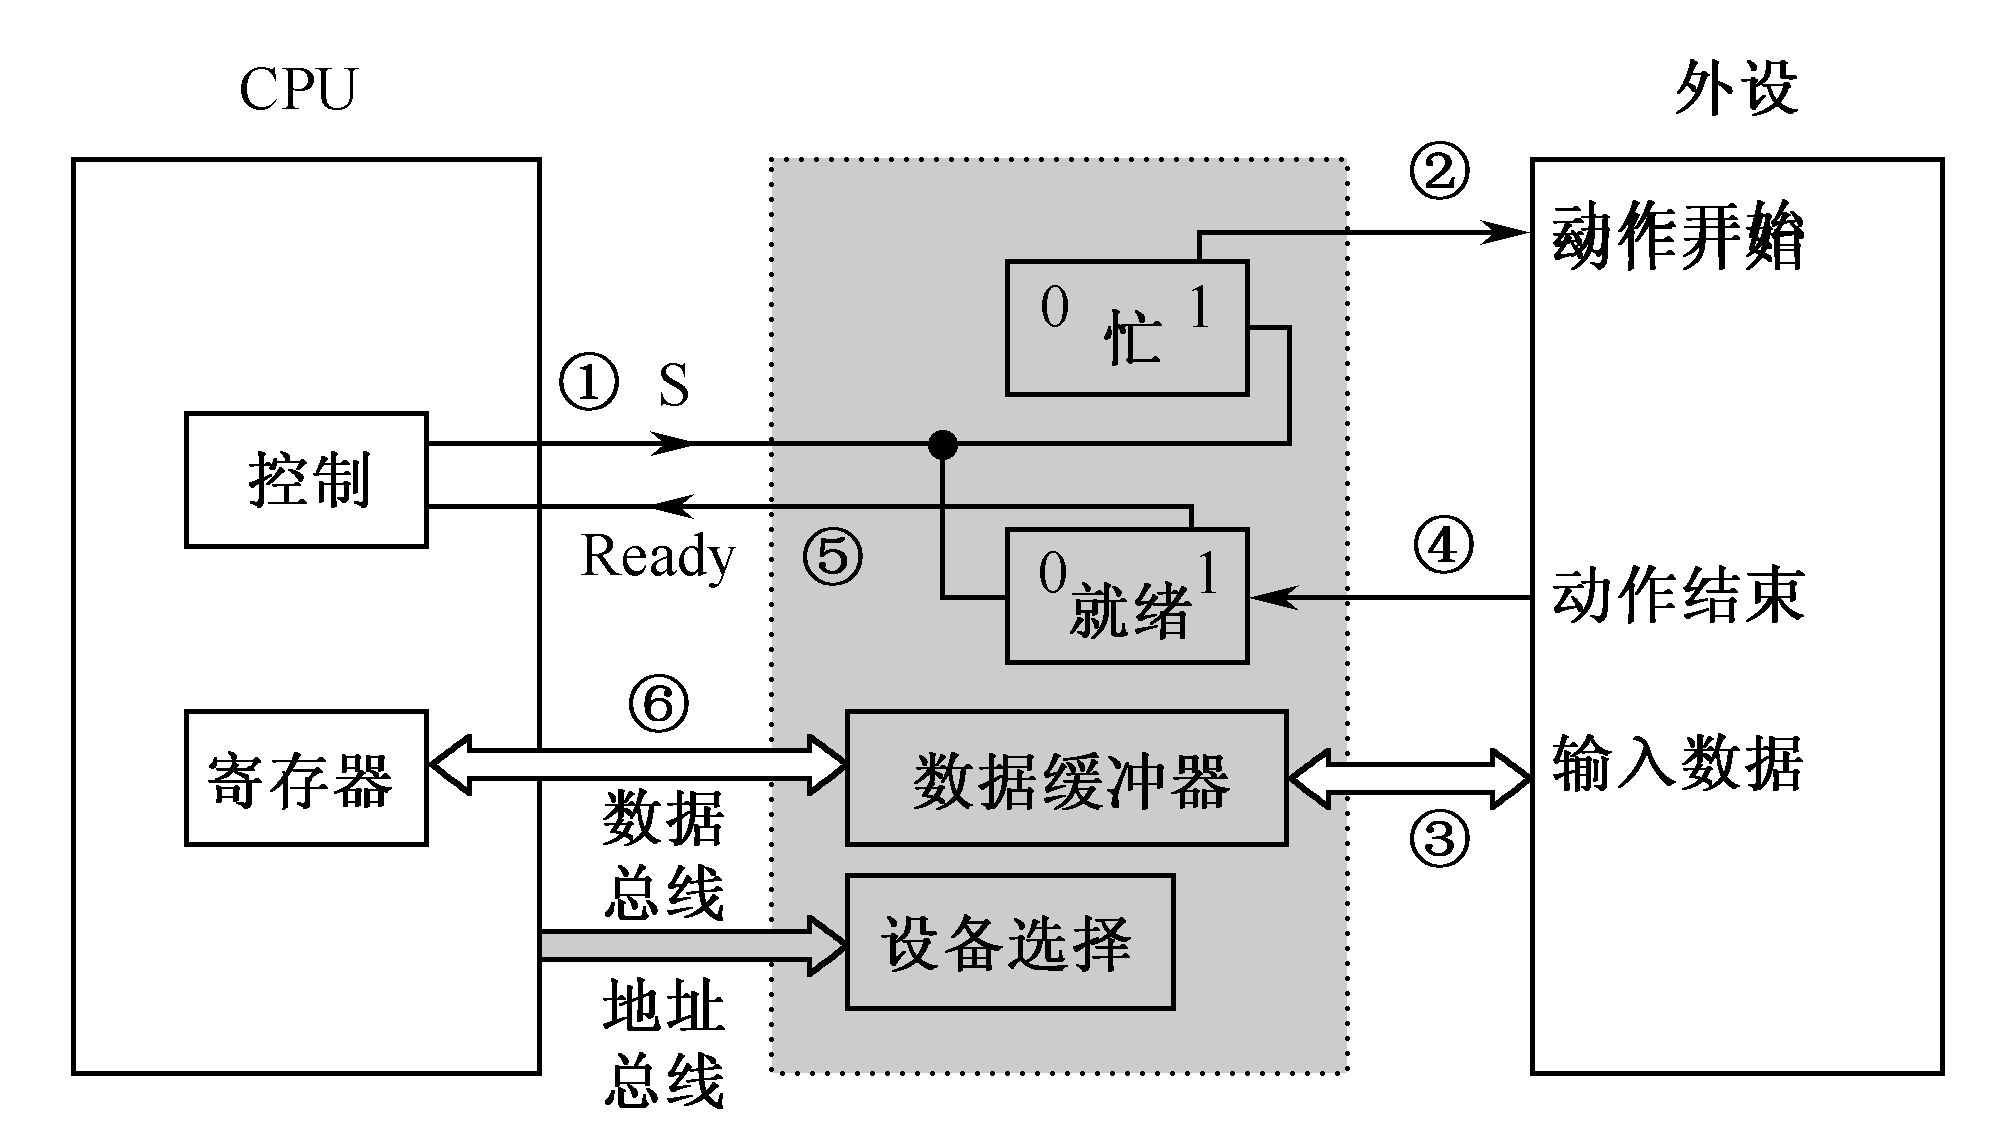 CPU
外设
②
动作开始
0 忙 1
① S
控制
Ready ⑤
0 就绪 1
④
动作结束
⑥
寄存器
数据缓冲器
输入数据
数据
总线
③
设备选择
地址
总线